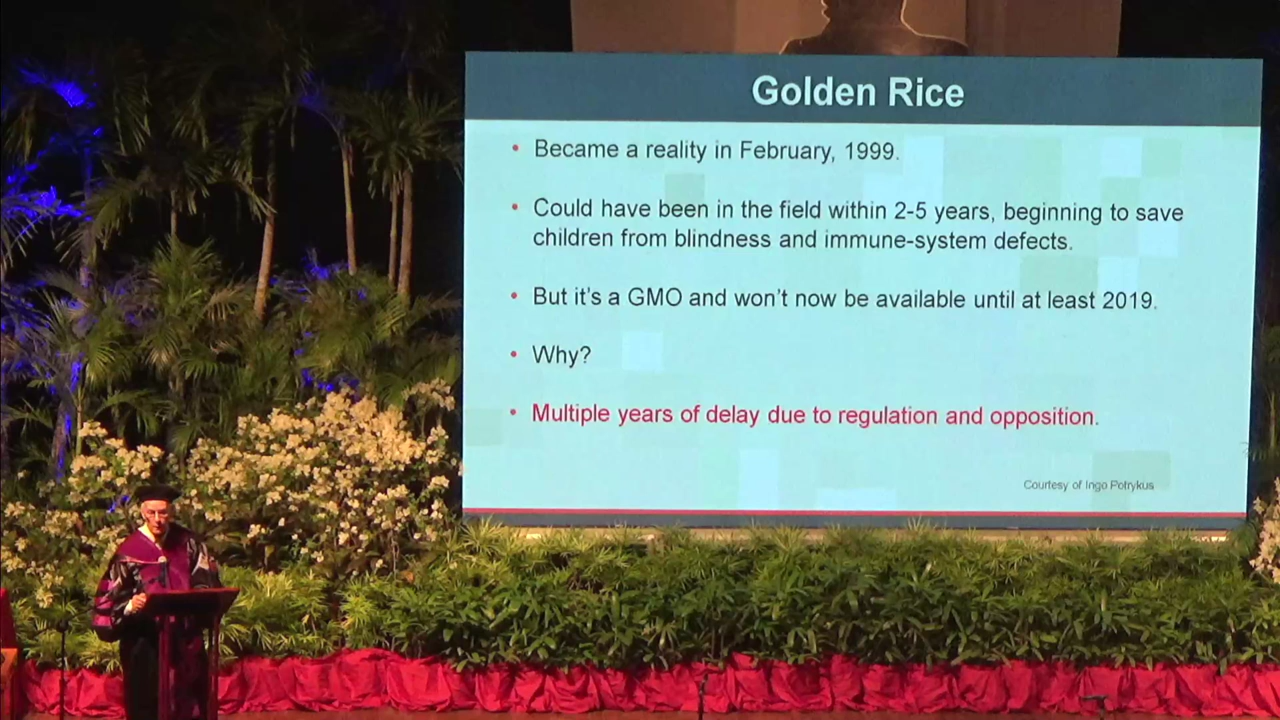 Golden Rice
• Became a reality in February, 1999.
• Could have been in the field within 2-5 years, beginning to save
children from blindness and immune-system defects.
• But it's a GMO and won't now be available until at least 2019.
• Why?
• Multiple years of delay due to regulation and opposition.
Courtesy of Ingo Potrykus